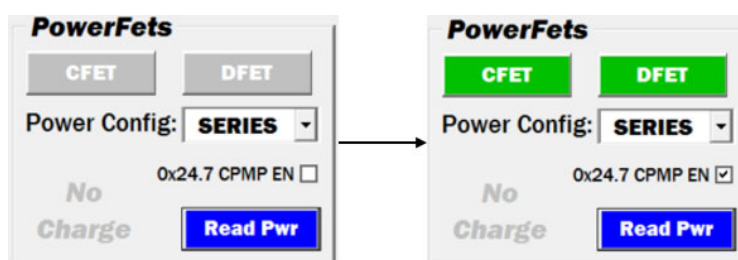 PowerFets
CFET DFET
Power Config: SERIES
0x24.7 CPMP EN
No
Charge
Read Pwr
PowerFets
CFET DFET
Power Config: SERIES
0x24.7 CPMP EN
No
Charge
Read Pwr